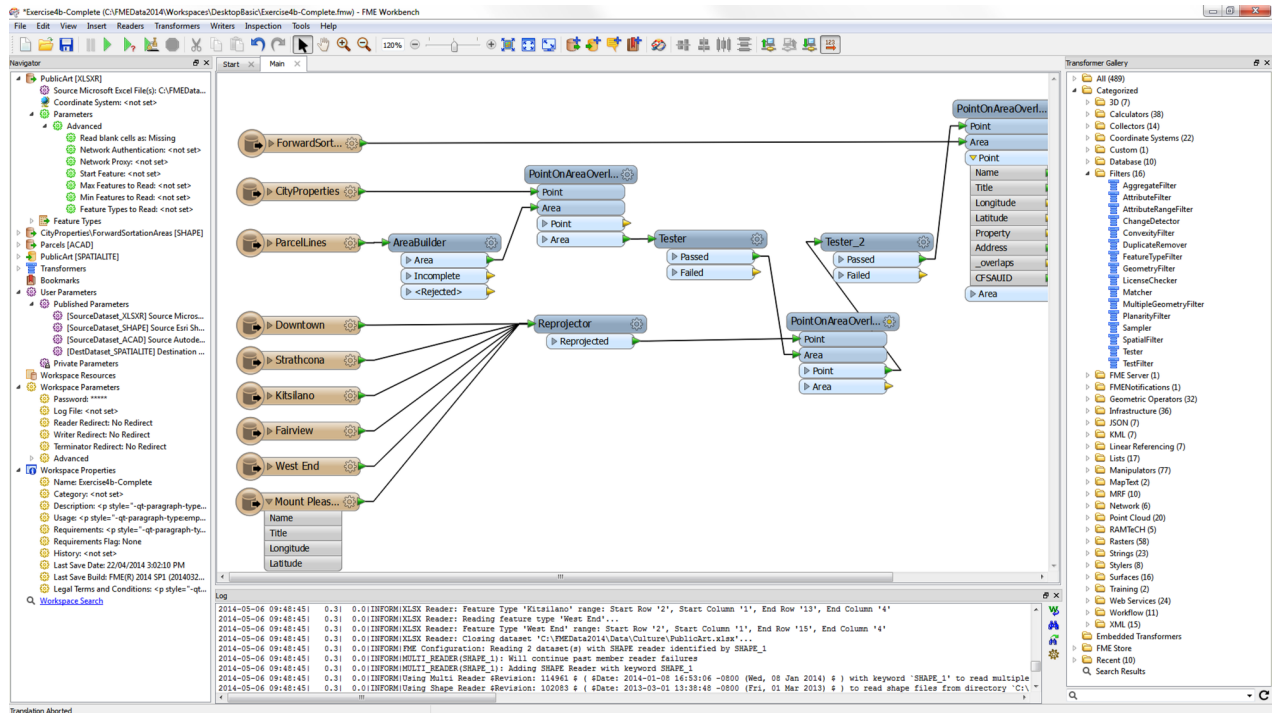 *Exercise4b-Complete (C:\FMEData2014\Workspaces\DesktopBasic\Exercise4b-Complete.fmw) - FME Workbench
File Edit View Insert Readers Transformers Writers Inspection Tools Help
120%
Navigator
PublicArt [XLSXR]
Source Microsoft Excel File(s): C:\FMEData...
Coordinate System: <not set>
Parameters
Advanced
Read blank cells as: Missing
Network Authentication: <not set>
Network Proxy: <not set>
Start Feature: <not set>
Max Features to Read: <not set>
Min Features to Read: <not set>
Feature Types to Read: <not set>
Feature Types
CityProperties\ForwardSortationAreas [SHAPE]
Parcels [ACAD]
PublicArt [SPATIALITE]
Transformers
Bookmarks
User Parameters
Published Parameters
[SourceDataset_XLSXR] Source Micros...
[SourceDataset_SHAPE] Source Esri Sh...
[SourceDataset_ACAD] Source Autode...
[DestDataset_SPATIALITE] Destination ...
Private Parameters
Workspace Resources
Workspace Parameters
Password: *****
Log File: <not set>
Reader Redirect: No Redirect
Writer Redirect: No Redirect
Terminator Redirect: No Redirect
Advanced
Workspace Properties
Name: Exercise4b-Complete
Category: <not set>
Description: <p style="-qt-paragraph-type...
Usage: <p style="-qt-paragraph-type:emp...
Requirements: <p style="-qt-paragraph-ty...
Requirements Flag: None
History: <not set>
Last Save Date: 22/04/2014 3:02:10 PM
Last Save Build: FME(R) 2014 SP1 (2014032...
Legal Terms and Conditions: <p style="-qt...
Workspace Search
Start Main
ForwardSort...
CityProperties
ParcelLines
Downtown
Strathcona
Kitsilano
Fairview
West End
Mount Pleas...
Name
Title
Longitude
Latitude
AreaBuilder
Area
Incomplete
<Rejected>
PointOnAreaOverl...
Point
Area
Point
Area
Reprojector
Reprojected
Tester
Passed
Failed
Tester_2
Passed
Failed
PointOnAreaOverl...
Point
Area
Point
Area
PointOnAreaOverl...
Point
Area
Point
Name
Title
Longitude
Latitude
Property
Address
_overlaps
CFSAUID
Area
Log
2014-05-06 09:48:45| 0.3| 0.0|INFORM|XLSX Reader: Feature Type 'Kitsilano' range: Start Row '2', Start Column '1', End Row '13', End Column '4'
2014-05-06 09:48:45| 0.3| 0.0|INFORM|XLSX Reader: Reading feature type 'West End'...
2014-05-06 09:48:45| 0.3| 0.0|INFORM|XLSX Reader: Feature Type 'West End' range: Start Row '2', Start Column '1', End Row '15', End Column '4'
2014-05-06 09:48:45| 0.3| 0.0|INFORM|XLSX Reader: Closing dataset 'C:\FMEData2014\Data\Culture\PublicArt.xlsx'...
2014-05-06 09:48:45| 0.3| 0.0|INFORM|FME Configuration: Reading 2 dataset(s) with SHAPE reader identified by SHAPE_1
2014-05-06 09:48:45| 0.3| 0.0|INFORM|MULTI_READER(SHAPE_1): Will continue past member reader failures
2014-05-06 09:48:45| 0.3| 0.0|INFORM|MULTI_READER(SHAPE_1): Adding SHAPE Reader with keyword SHAPE_1
2014-05-06 09:48:45| 0.3| 0.0|INFORM|Using Multi Reader $Revision: 114961 $ ( $Date: 2014-01-08 16:53:06 -0800 (Wed, 08 Jan 2014) $ ) with keyword `SHAPE_1' to read multiple
2014-05-06 09:48:45| 0.3| 0.0|INFORM|Using Shape Reader $Revision: 102083 $ ( $Date: 2013-03-01 13:38:48 -0800 (Fri, 01 Mar 2013) $ ) to read shape files from directory `C:\
Transformer Gallery
All (489)
Categorized
3D (7)
Calculators (38)
Collectors (14)
Coordinate Systems (22)
Custom (1)
Database (10)
Filters (16)
AggregateFilter
AttributeFilter
AttributeRangeFilter
ChangeDetector
ConvexityFilter
DuplicateRemover
FeatureTypeFilter
GeometryFilter
LicenseChecker
Matcher
MultipleGeometryFilter
PlanarityFilter
Sampler
SpatialFilter
Tester
TestFilter
FME Server (1)
FMENotifications (1)
Geometric Operators (32)
Infrastructure (36)
JSON (7)
KML (7)
Linear Referencing (7)
Lists (17)
Manipulators (77)
MapText (2)
MRF (10)
Network (6)
Point Cloud (20)
RAMTeCH (5)
Rasters (58)
Strings (23)
Stylers (8)
Surfaces (16)
Training (2)
Web Services (24)
Workflow (11)
XML (15)
Embedded Transformers
FME Store
Recent (10)
Search Results
Translation Aborted